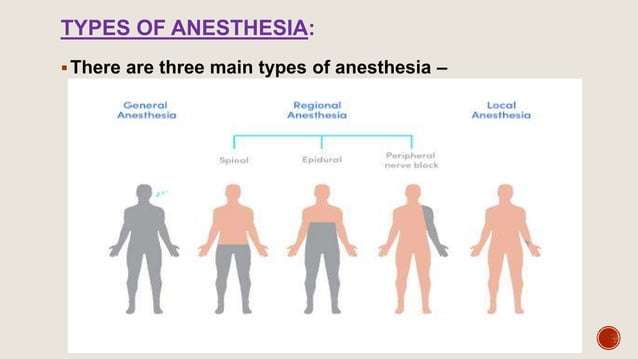 TYPES OF ANESTHESIA:
▪ There are three main types of anesthesia –
General
Anesthesia
Regional
Anesthesia
Local
Anesthesia
Spinal
Epidural
Peripheral
nerve block